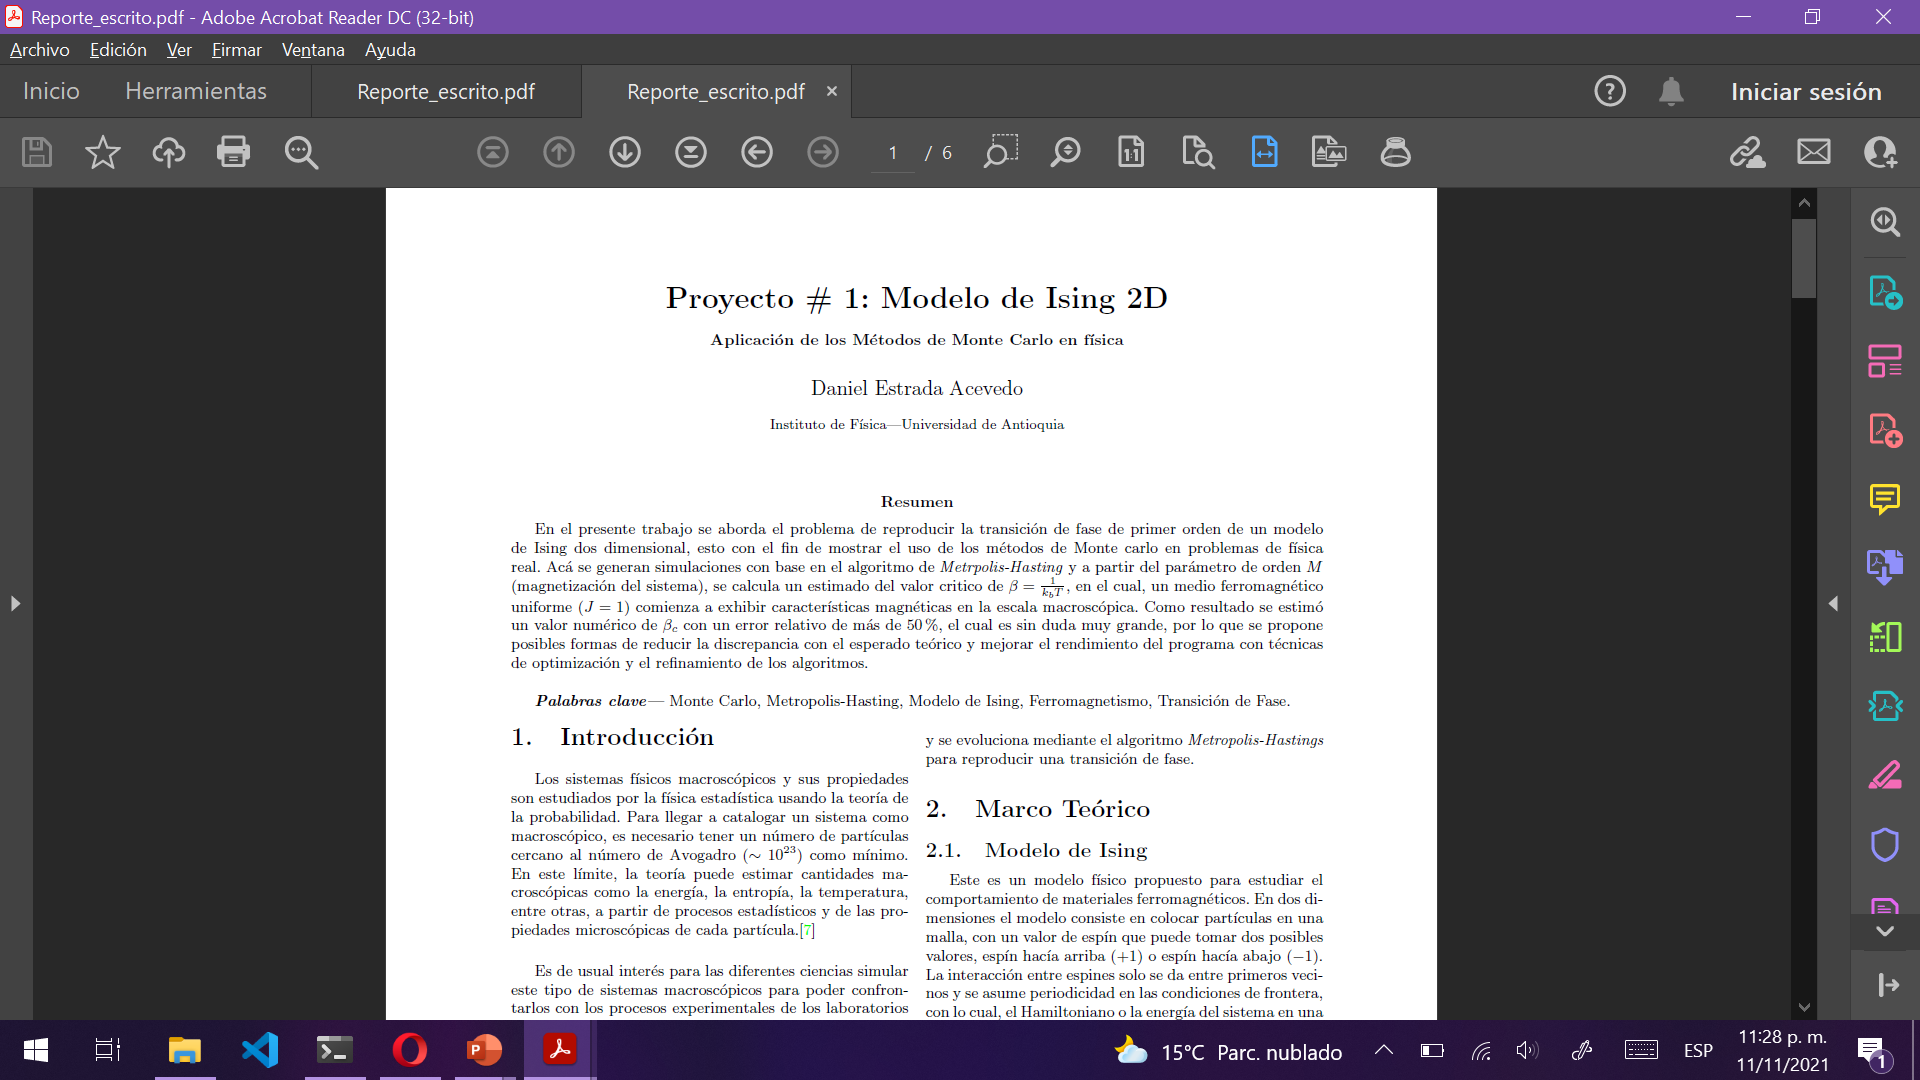 Reporte_escrito.pdf - Adobe Acrobat Reader DC (32-bit)
Archivo Edición Ver Firmar Ventana Ayuda
Inicio Herramientas Reporte_escrito.pdf Reporte_escrito.pdf × Iniciar sesión
1 / 6
Proyecto # 1: Modelo de Ising 2D
Aplicación de los Métodos de Monte Carlo en física
Daniel Estrada Acevedo
Instituto de Física—Universidad de Antioquia
Resumen
En el presente trabajo se aborda el problema de reproducir la transición de fase de primer orden de un modelo
de Ising dos dimensional, esto con el fin de mostrar el uso de los métodos de Monte carlo en problemas de física
real. Acá se generan simulaciones con base en el algoritmo de Metrpolis-Hasting y a partir del parámetro de orden M
(magnetización del sistema), se calcula un estimado del valor critico de β = 1/(k_b T), en el cual, un medio ferromagnético
uniforme (J = 1) comienza a exhibir características magnéticas en la escala macroscópica. Como resultado se estimó
un valor numérico de β_c con un error relativo de más de 50 %, el cual es sin duda muy grande, por lo que se propone
posibles formas de reducir la discrepancia con el esperado teórico y mejorar el rendimiento del programa con técnicas
de optimización y el refinamiento de los algoritmos.
Palabras clave— Monte Carlo, Metropolis-Hasting, Modelo de Ising, Ferromagnetismo, Transición de Fase.
1. Introducción
Los sistemas físicos macroscópicos y sus propiedades
son estudiados por la física estadística usando la teoría de
la probabilidad. Para llegar a catalogar un sistema como
macroscópico, es necesario tener un número de partículas
cercano al número de Avogadro (∼ 10²³) como mínimo.
En este límite, la teoría puede estimar cantidades ma-
croscópicas como la energía, la entropía, la temperatura,
entre otras, a partir de procesos estadísticos y de las pro-
piedades microscópicas de cada partícula.[7]
Es de usual interés para las diferentes ciencias simular
este tipo de sistemas macroscópicos para poder confron-
tarlos con los procesos experimentales de los laboratorios
y se evoluciona mediante el algoritmo Metropolis-Hastings
para reproducir una transición de fase.
2. Marco Teórico
2.1. Modelo de Ising
Este es un modelo físico propuesto para estudiar el
comportamiento de materiales ferromagnéticos. En dos di-
mensiones el modelo consiste en colocar partículas en una
malla, con un valor de espín que puede tomar dos posibles
valores, espín hacía arriba (+1) o espín hacía abajo (−1).
La interacción entre espines solo se da entre primeros veci-
nos y se asume periodicidad en las condiciones de frontera,
con lo cual, el Hamiltoniano o la energía del sistema en una
15°C Parc. nublado
ESP
11:28 p. m.
11/11/2021
1